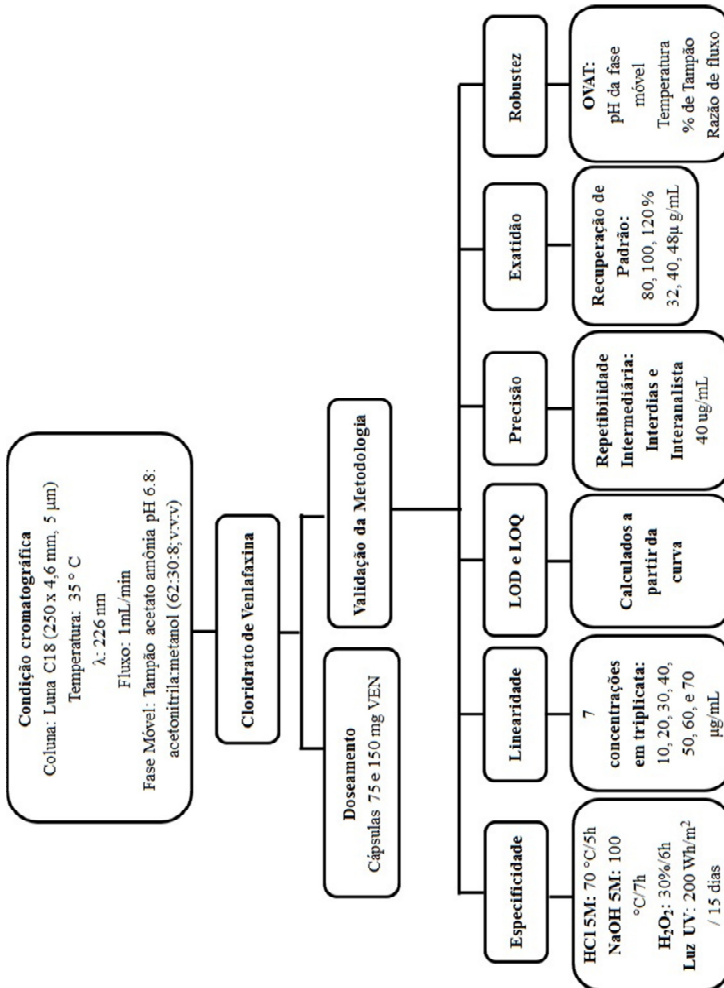 Condição cromatográfica
Coluna: Luna C18 (250 x 4,6 mm, 5 µm)
Temperatura: 35 ° C
λ: 226 nm
Fluxo: 1mL/min
Fase Móvel: Tampão acetato amônia pH 6.8:
acetonitrila:metanol (62:30:8;v:v:v)
Cloridrato de Venlafaxina
Doseamento
Cápsulas 75 e 150 mg VEN
Validação da Metodologia
Especificidade
HCl 5M: 70 °C/5h
NaOH 5M: 100
°C/7h
H₂O₂: 30%/6h
Luz UV: 200 Wh/m²
/ 15 dias
Linearidade
7
concentrações
em triplicata:
10, 20, 30, 40,
50, 60, e 70
µg/mL
LOD e LOQ
Calculados a
partir da
curva
Precisão
Repetibilidade
Intermediária:
Interdias e
Interanalista
40 ug/mL
Exatidão
Recuperação de
Padrão:
80, 100, 120 %
32, 40, 48µ g/mL
Robustez
OVAT:
pH da fase
móvel
Temperatura
% de Tampão
Razão de fluxo